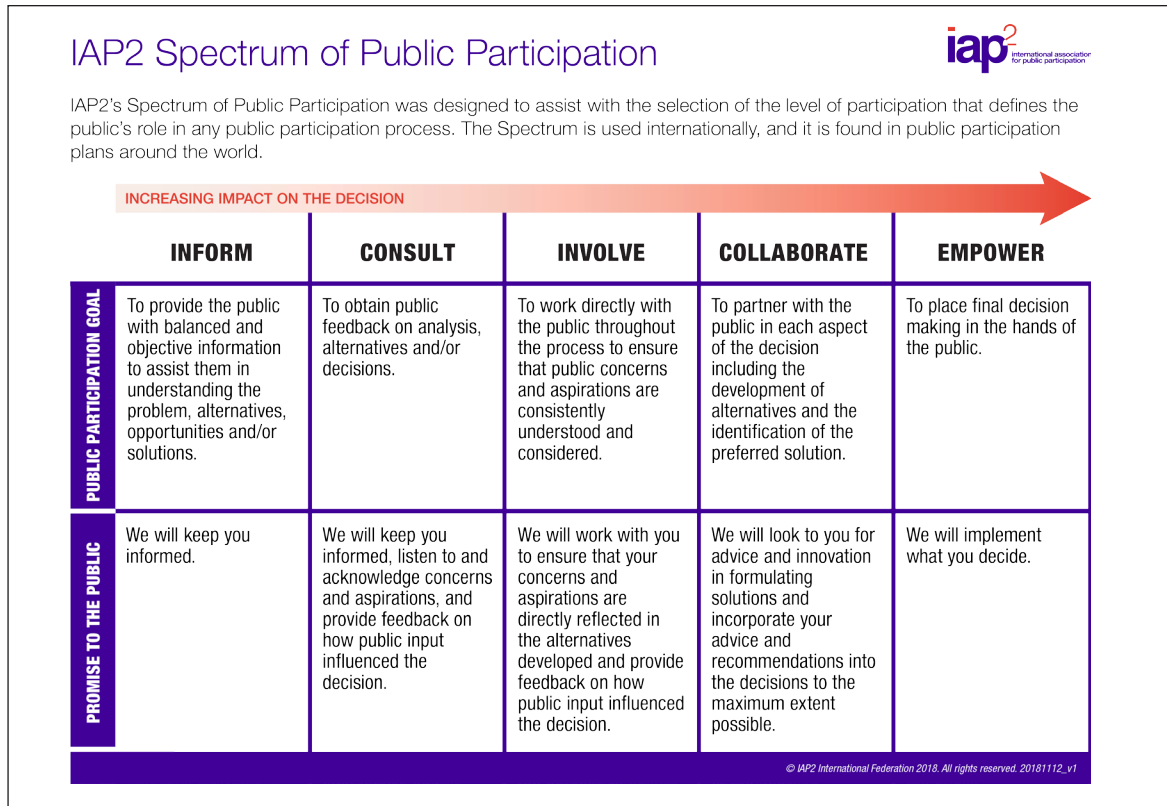 IAP2 Spectrum of Public Participation
iap2
international association
for public participation
IAP2's Spectrum of Public Participation was designed to assist with the selection of the level of participation that defines the
public's role in any public participation process. The Spectrum is used internationally, and it is found in public participation
plans around the world.
INCREASING IMPACT ON THE DECISION
INFORM
CONSULT
INVOLVE
COLLABORATE
EMPOWER
PUBLIC PARTICIPATION GOAL
To provide the public
with balanced and
objective information
to assist them in
understanding the
problem, alternatives,
opportunities and/or
solutions.
To obtain public
feedback on analysis,
alternatives and/or
decisions.
To work directly with
the public throughout
the process to ensure
that public concerns
and aspirations are
consistently
understood and
considered.
To partner with the
public in each aspect
of the decision
including the
development of
alternatives and the
identification of the
preferred solution.
To place final decision
making in the hands of
the public.
PROMISE TO THE PUBLIC
We will keep you
informed.
We will keep you
informed, listen to and
acknowledge concerns
and aspirations, and
provide feedback on
how public input
influenced the
decision.
We will work with you
to ensure that your
concerns and
aspirations are
directly reflected in
the alternatives
developed and provide
feedback on how
public input influenced
the decision.
We will look to you for
advice and innovation
in formulating
solutions and
incorporate your
advice and
recommendations into
the decisions to the
maximum extent
possible.
We will implement
what you decide.
© IAP2 International Federation 2018. All rights reserved. 20181112_v1